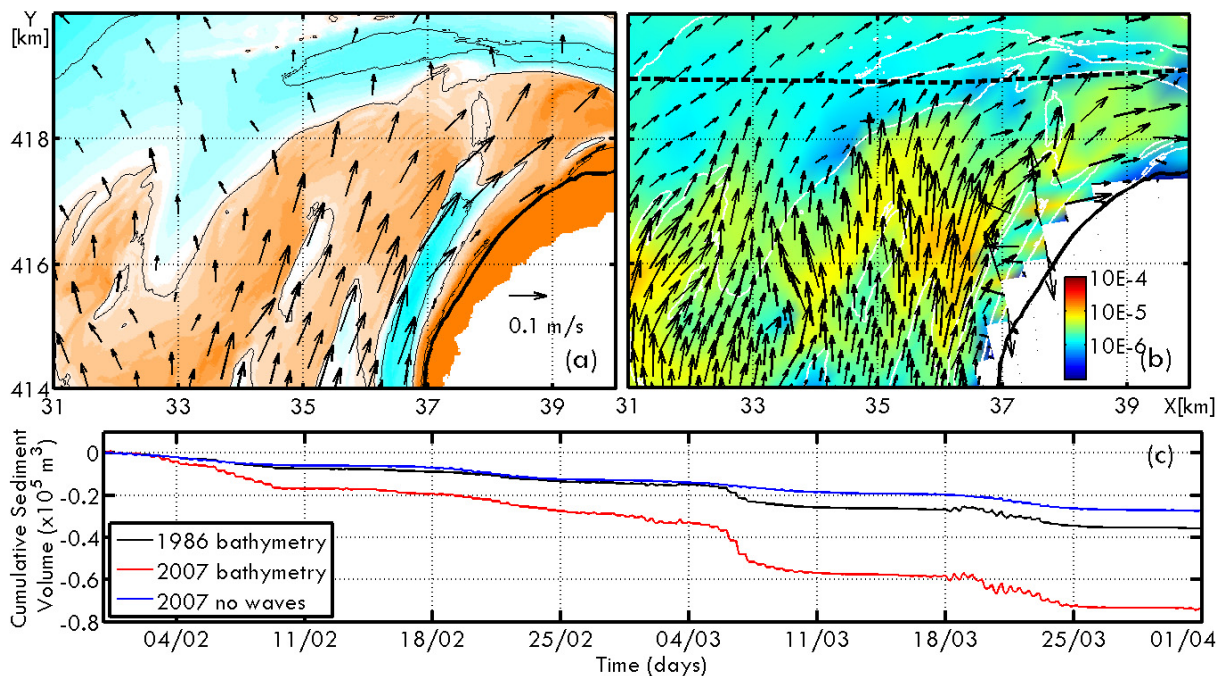 Y
[km]
418
416
414
31
33
35
37
39
0.1 m/s
(a)
10E-4
10E-5
10E-6
(b)
31
33
35
37
39
X[km]
Cumulative Sediment
Volume (x10⁵ m³)
0
-0.2
-0.4
-0.6
-0.8
(c)
1986 bathymetry
2007 bathymetry
2007 no waves
04/02
11/02
18/02
25/02
04/03
11/03
18/03
25/03
01/04
Time (days)